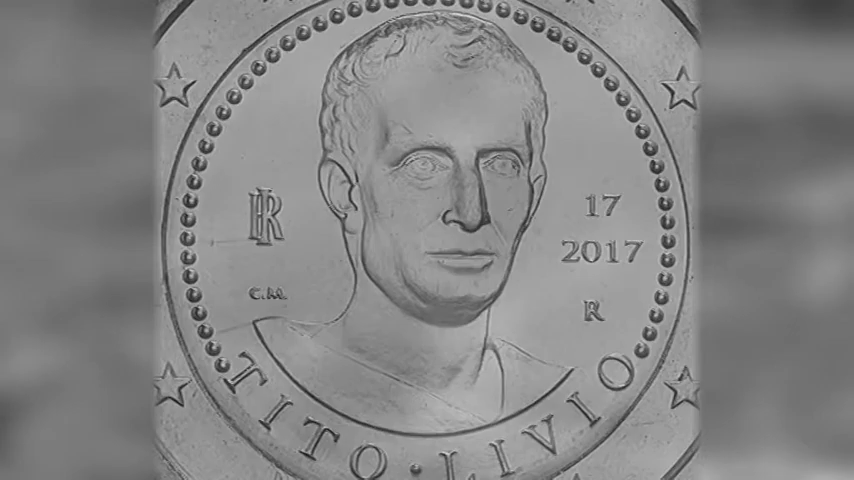 RI
17
2017
C.M.
R
TITO · LIVIO